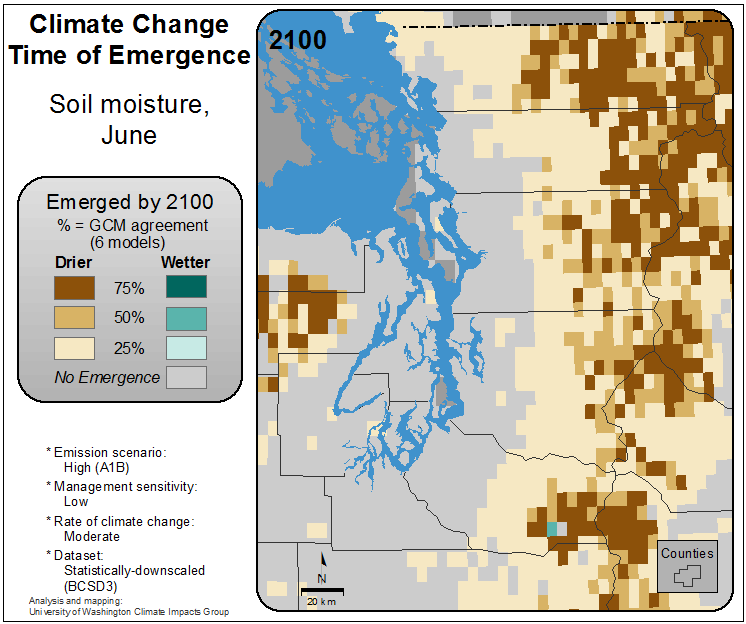 Climate Change
Time of Emergence
Soil moisture,
June
Emerged by 2100
% = GCM agreement
(6 models)
Drier Wetter
75%
50%
25%
No Emergence
* Emission scenario:
High (A1B)
* Management sensitivity:
Low
* Rate of climate change:
Moderate
* Dataset:
Statistically-downscaled
(BCSD3)
Analysis and mapping:
University of Washington Climate Impacts Group
2100
N
20 km
Counties